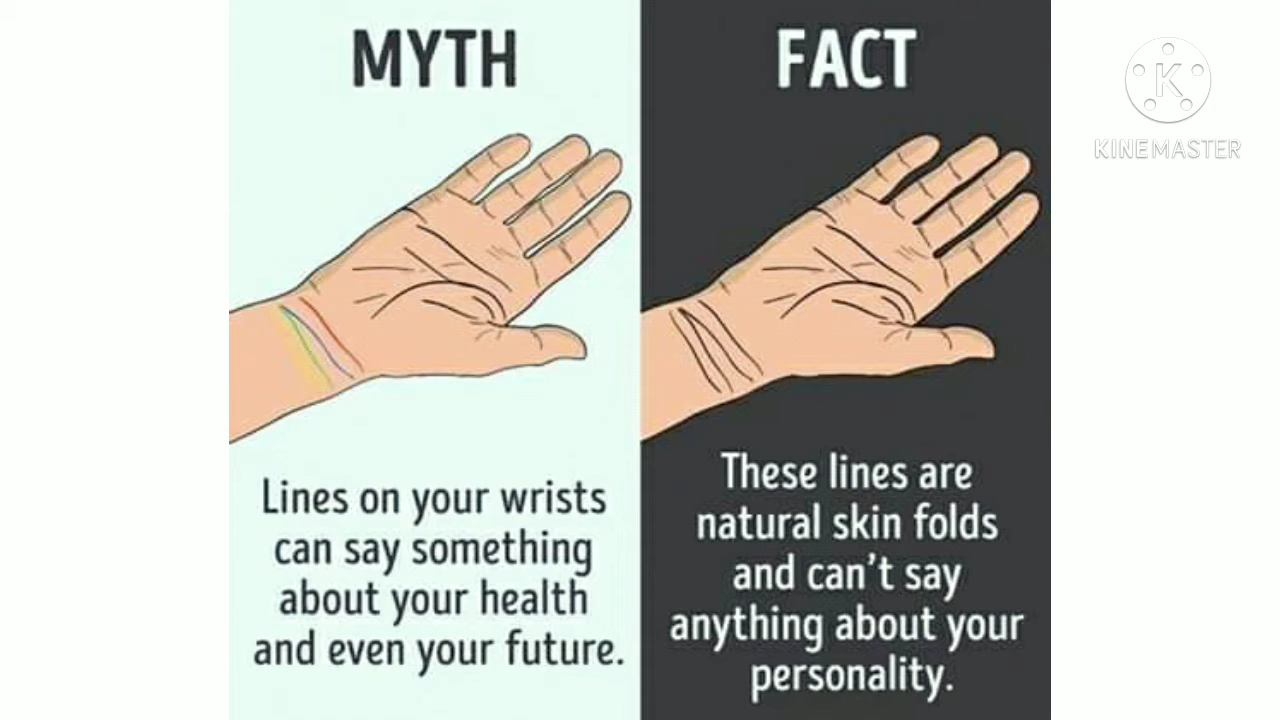 MYTH
Lines on your wrists
can say something
about your health
and even your future.
FACT
These lines are
natural skin folds
and can't say
anything about your
personality.
K
KINEMASTER